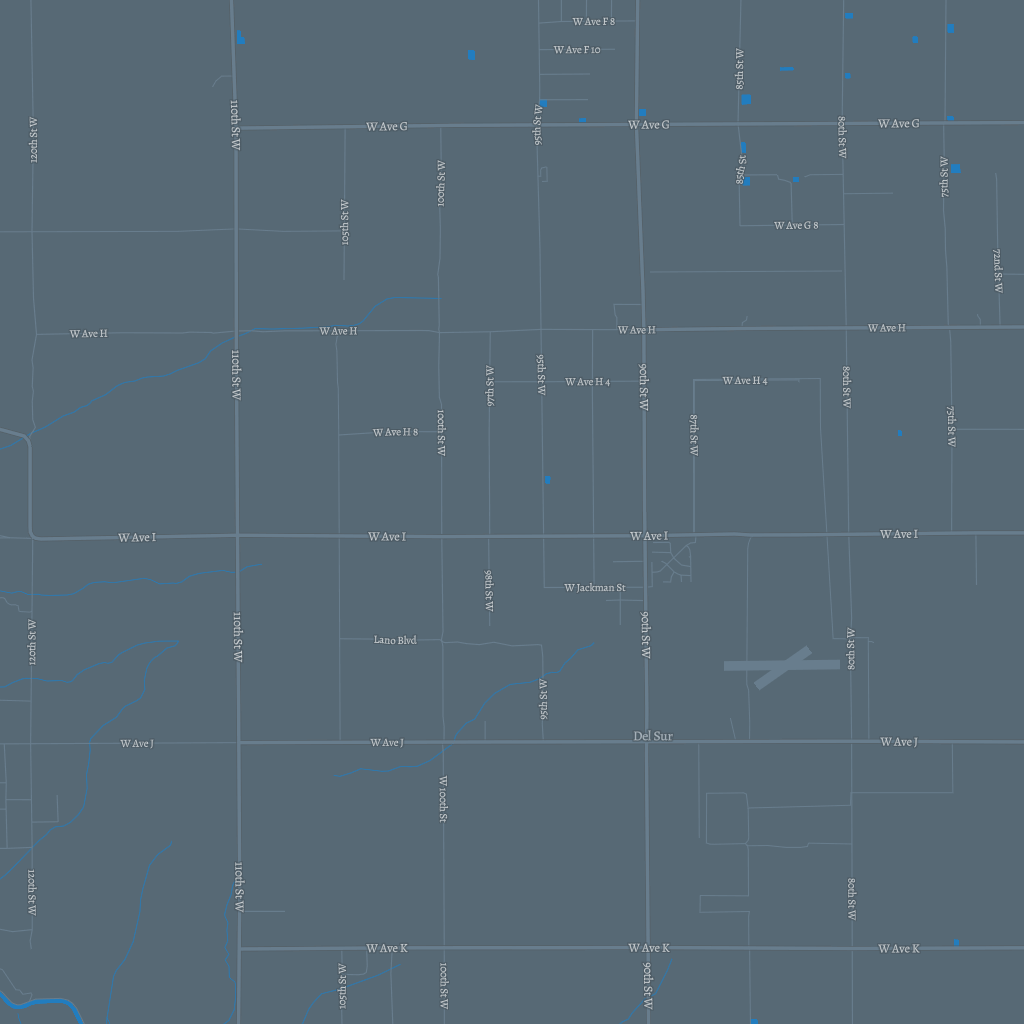 W Ave F 8
W Ave F 10
85th St W
110th St W
95th St W
W Ave G
W Ave G
W Ave G
120th St W
80th St W
100th St W
85th St
75th St W
105th St W
W Ave G 8
72nd St W
W Ave H
W Ave H
W Ave H
W Ave H
110th St W
97th St W
95th St W
W Ave H 4
90th St W
W Ave H 4
80th St W
100th St W
W Ave H 8
87th St W
75th St W
W Ave I
W Ave I
W Ave I
W Ave I
98th St W
W Jackman St
120th St W
110th St W
Lano Blvd
90th St W
80th St W
95th St W
W Ave J
W Ave J
Del Sur
W Ave J
W 100th St
120th St W
110th St W
80th St W
W Ave K
W Ave K
W Ave K
105th St W
100th St W
90th St W